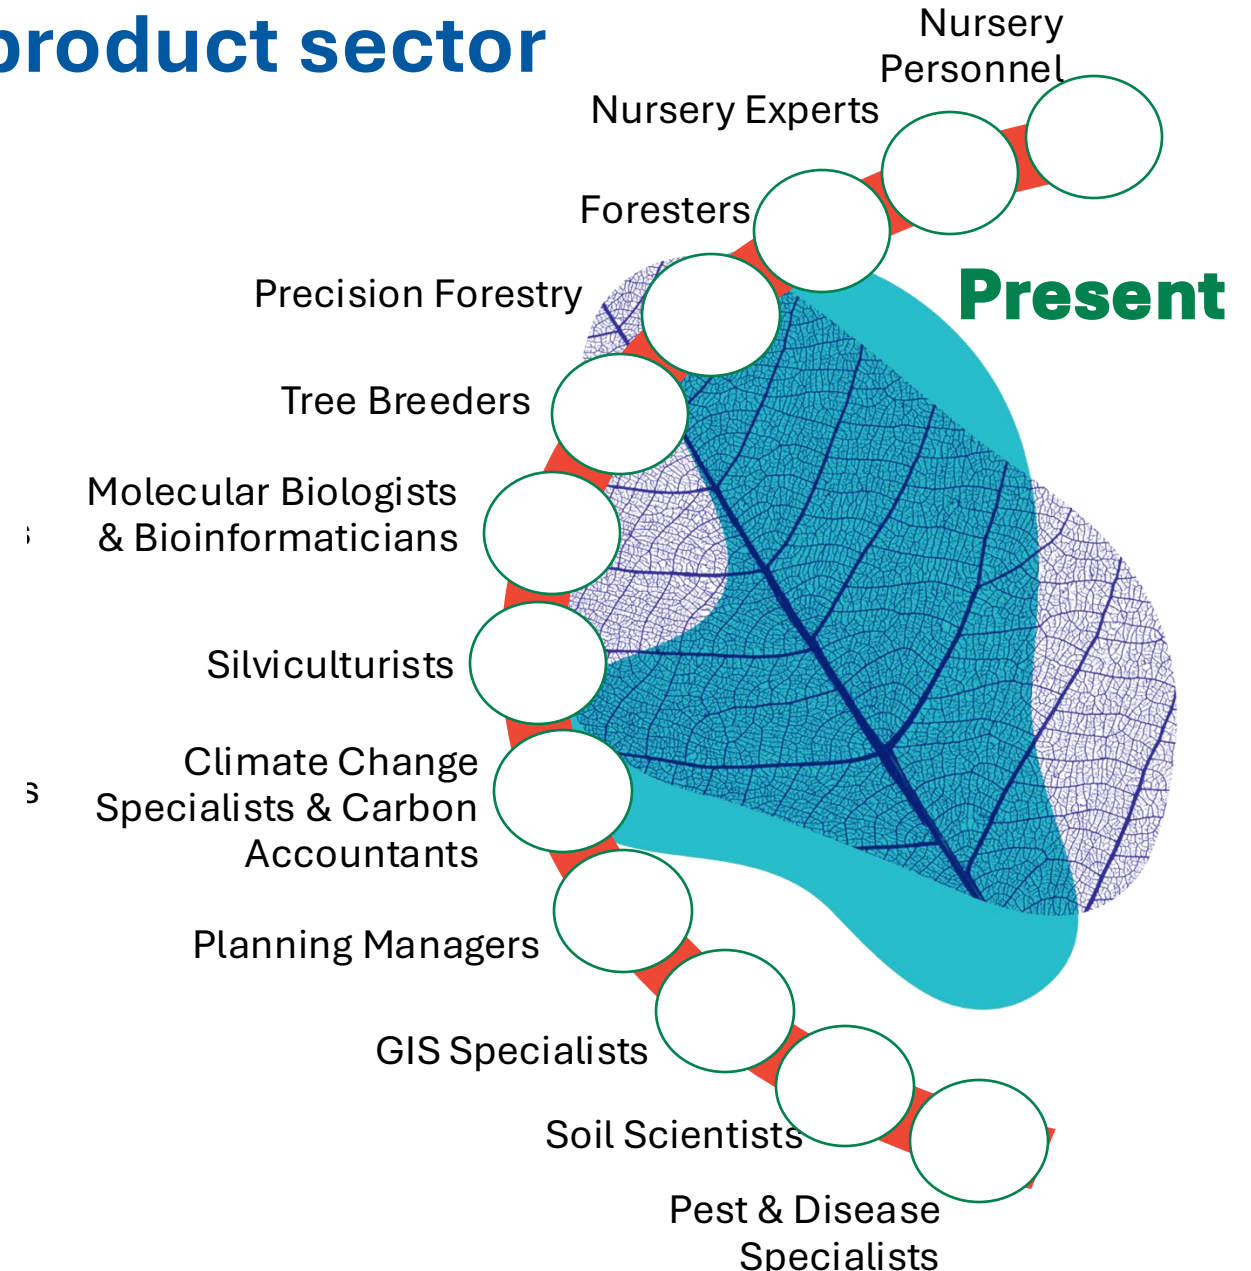 product sector
Nursery
Personnel
Nursery Experts
Foresters
Present
Precision Forestry
Tree Breeders
Molecular Biologists
& Bioinformaticians
Silviculturists
Climate Change
Specialists & Carbon
Accountants
Planning Managers
GIS Specialists
Soil Scientists
Pest & Disease
Specialists